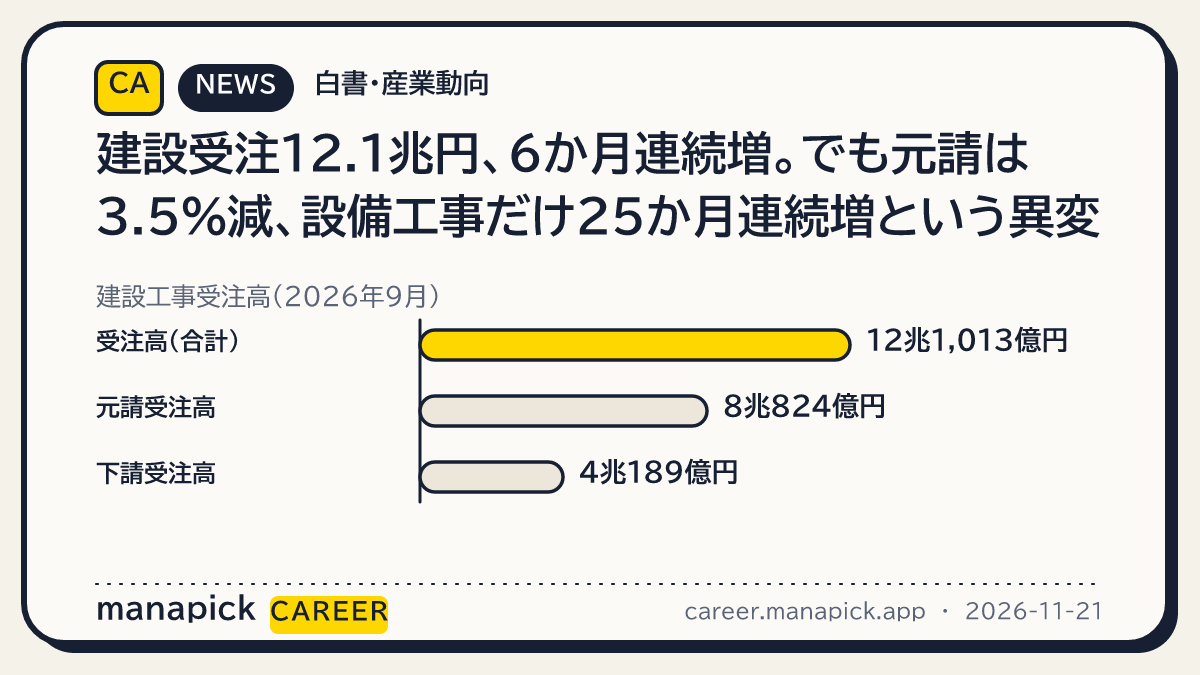 CA NEWS 白書・産業動向
建設受注12.1兆円、6か月連続増。でも元請は
3.5%減、設備工事だけ25か月連続増という異変
建設工事受注高(2026年9月)
受注高(合計) 12兆1,013億円
元請受注高 8兆824億円
下請受注高 4兆189億円
manapick CAREER career.manapick.app ・ 2026-11-21